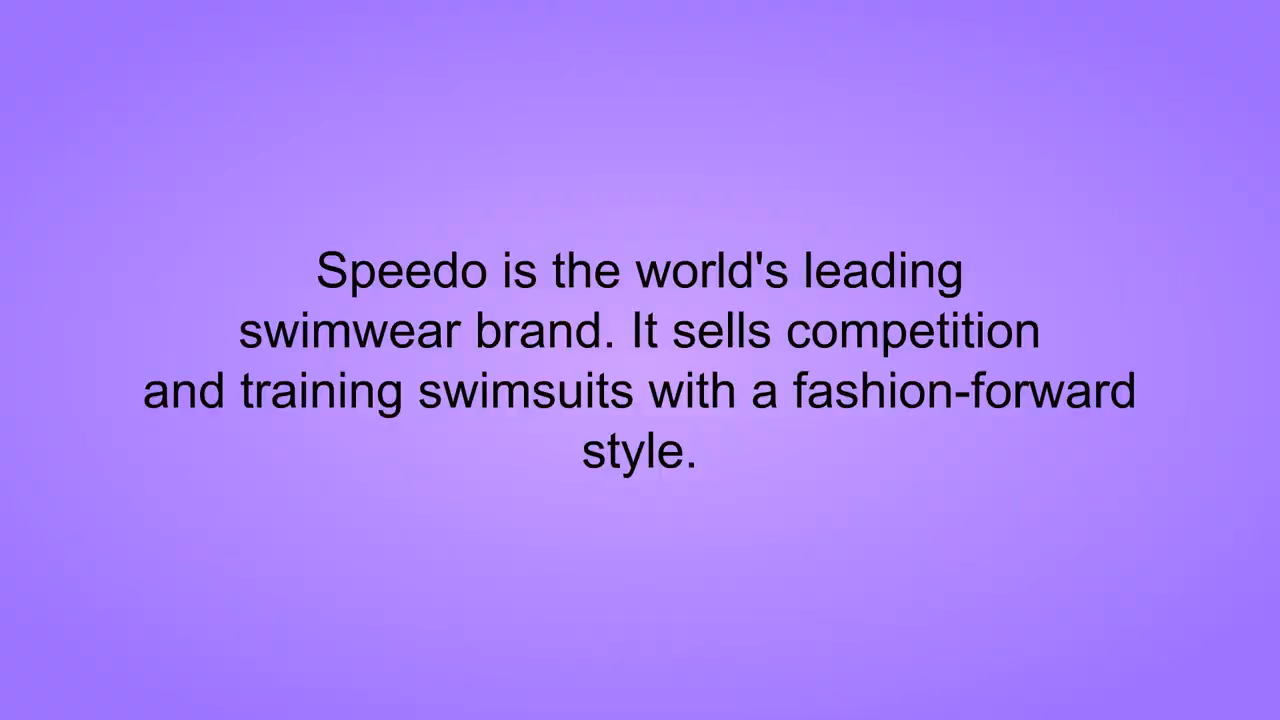 Speedo is the world's leading
swimwear brand. It sells competition
and training swimsuits with a fashion-forward
style.